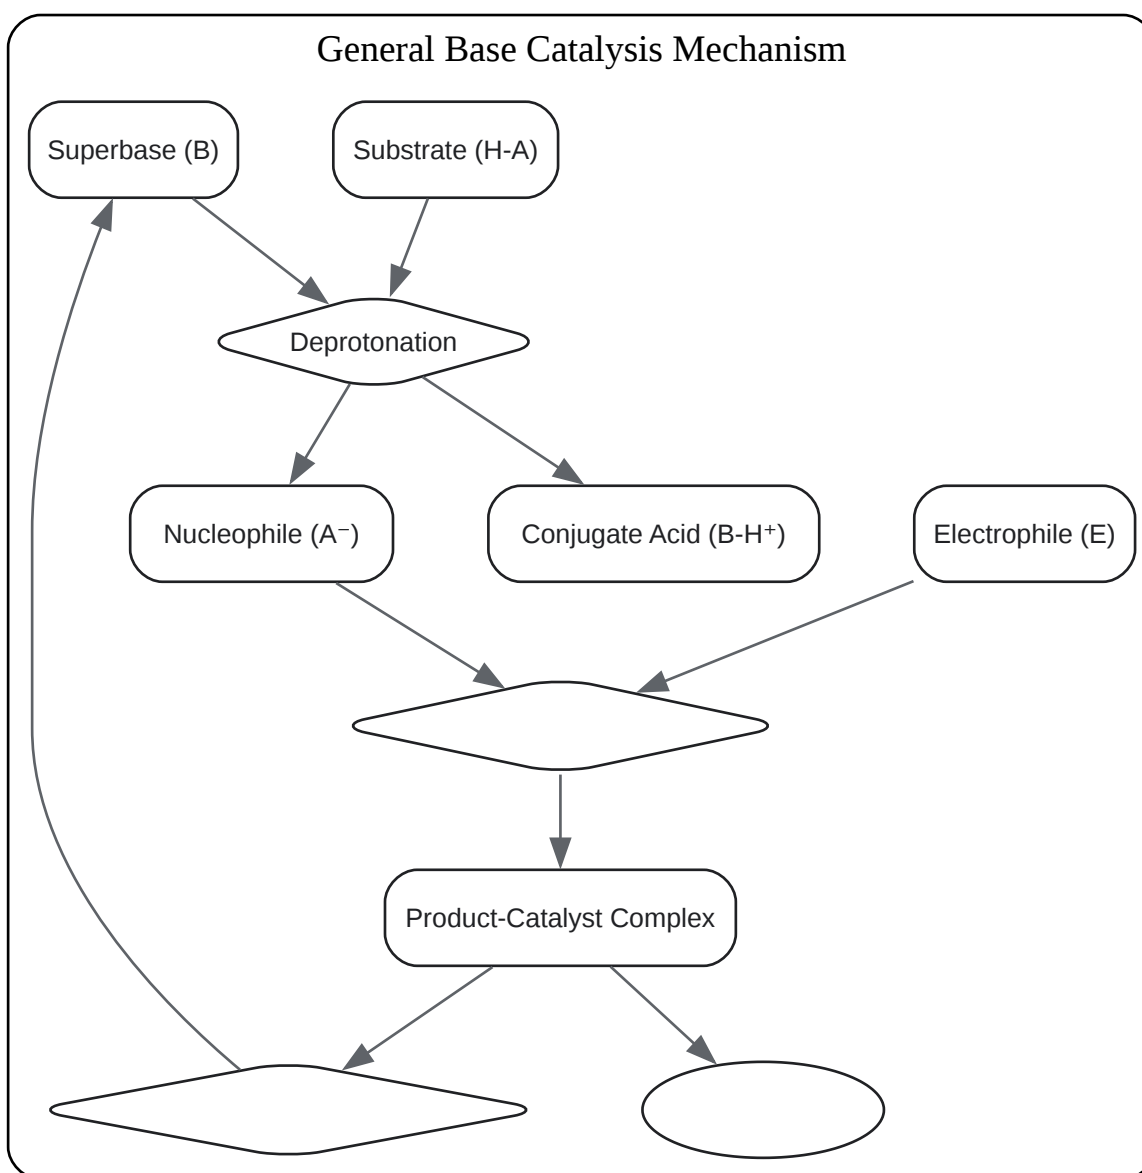 General Base Catalysis Mechanism
Superbase (B)
Substrate (H-A)
Deprotonation
Nucleophile (A⁻)
Conjugate Acid (B-H⁺)
Electrophile (E)
Product-Catalyst Complex